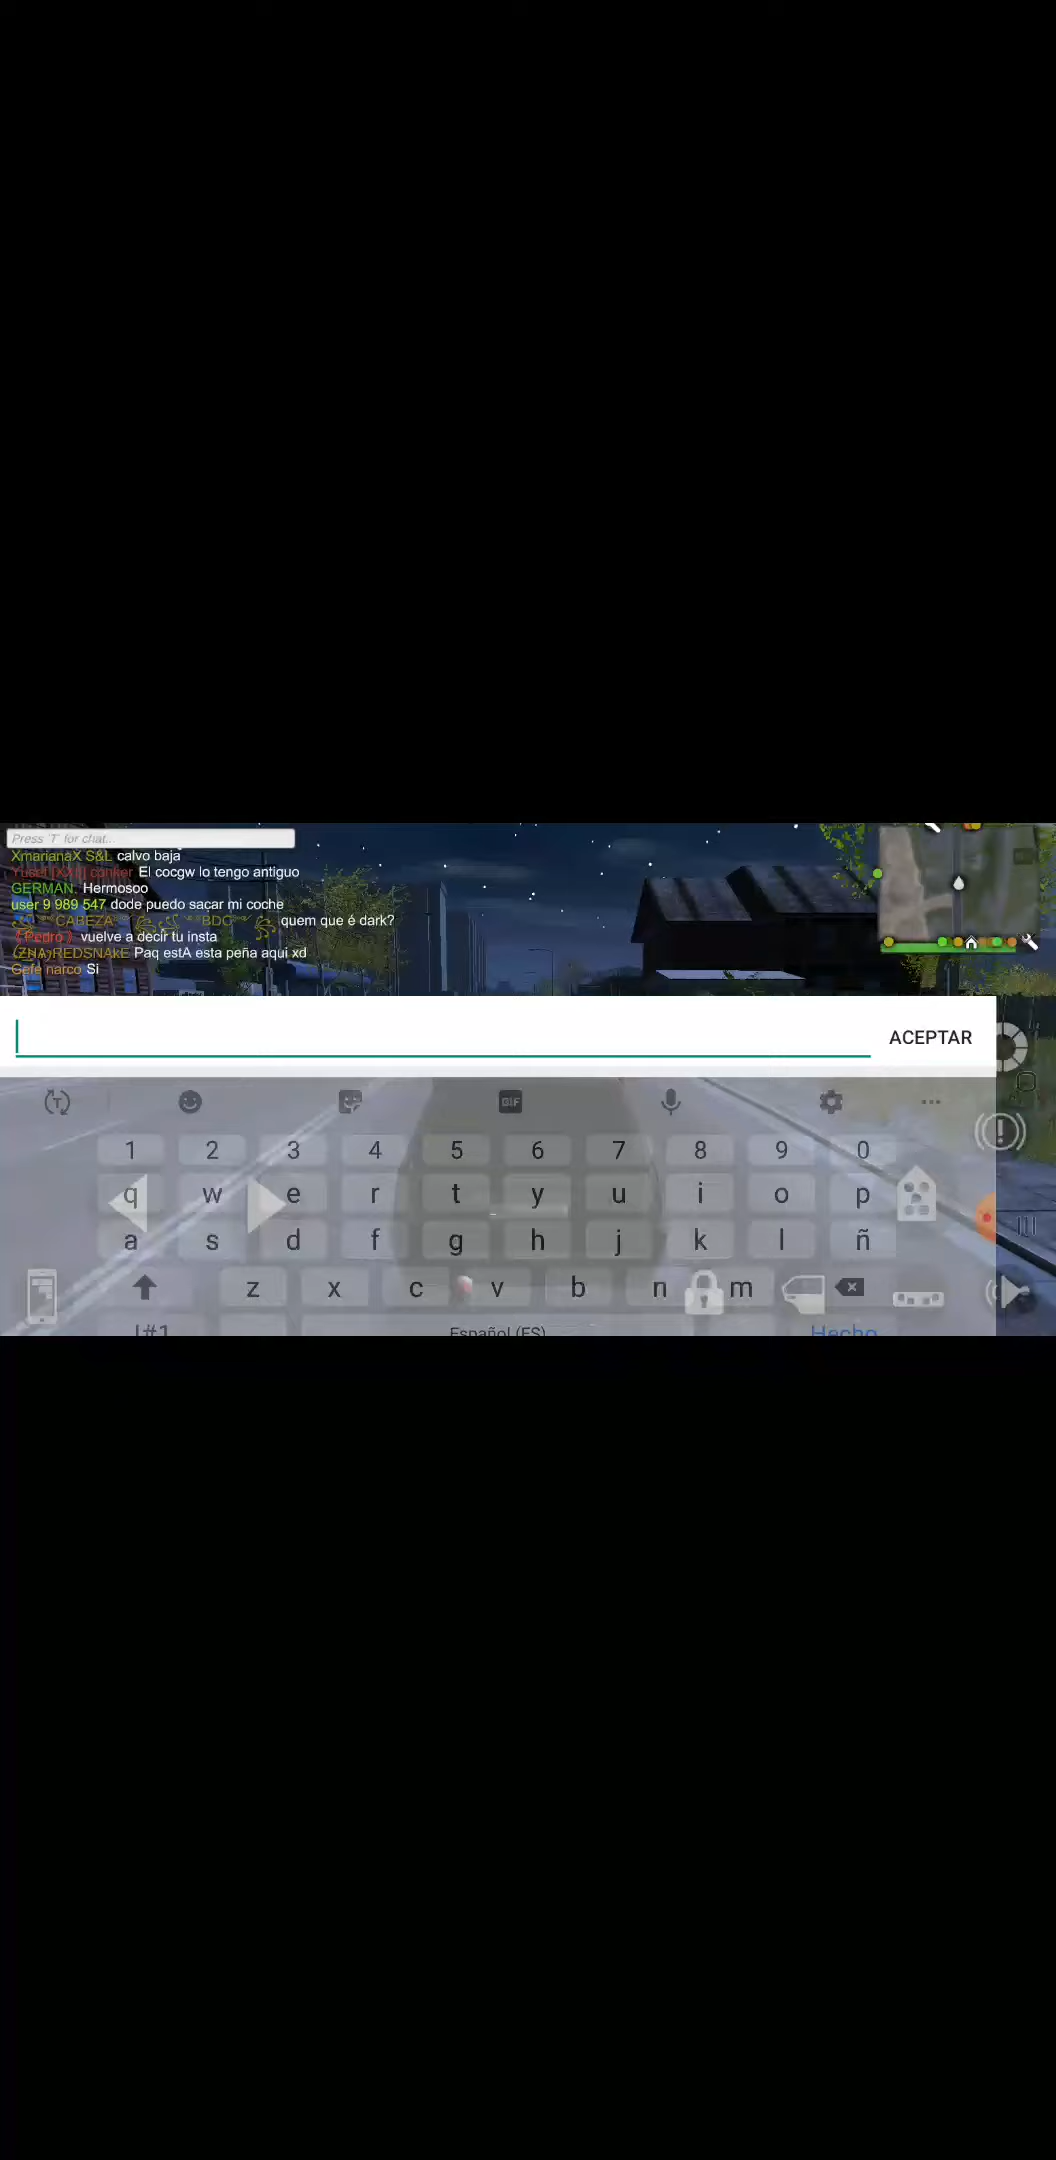 Press 'T' for chat...
XmarianaX S&L calvo baja
El cocgw lo tengo antiguo
GERMAN. Hermosoo
user 9 989 547 dode puedo sacar mi coche
CABEZA BDC quem que é dark?
Pedro vuelve a decir tu insta
REDSNAkE Paq estA esta peña aqui xd
Gefe narco Si
ACEPTAR
GIF
1 2 3 4 5 6 7 8 9 0
q w e r t y u i o p
a s d f g h j k l ñ
z x c v b n m
!#1 Español (ES) Hecho